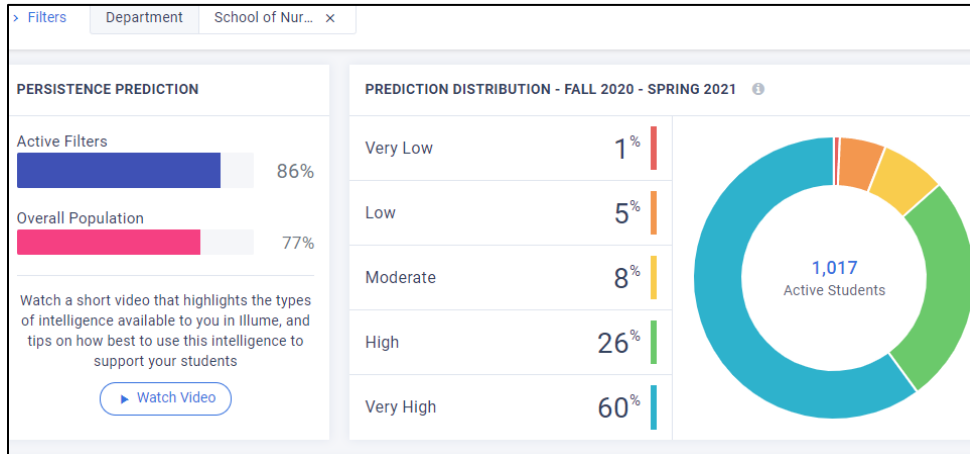 Filters Department School of Nur... ×
PERSISTENCE PREDICTION
Active Filters
86%
Overall Population
77%
Watch a short video that highlights the types
of intelligence available to you in Illume, and
tips on how best to use this intelligence to
support your students
Watch Video
PREDICTION DISTRIBUTION - FALL 2020 - SPRING 2021
Very Low 1%
Low 5%
Moderate 8%
High 26%
Very High 60%
1,017
Active Students